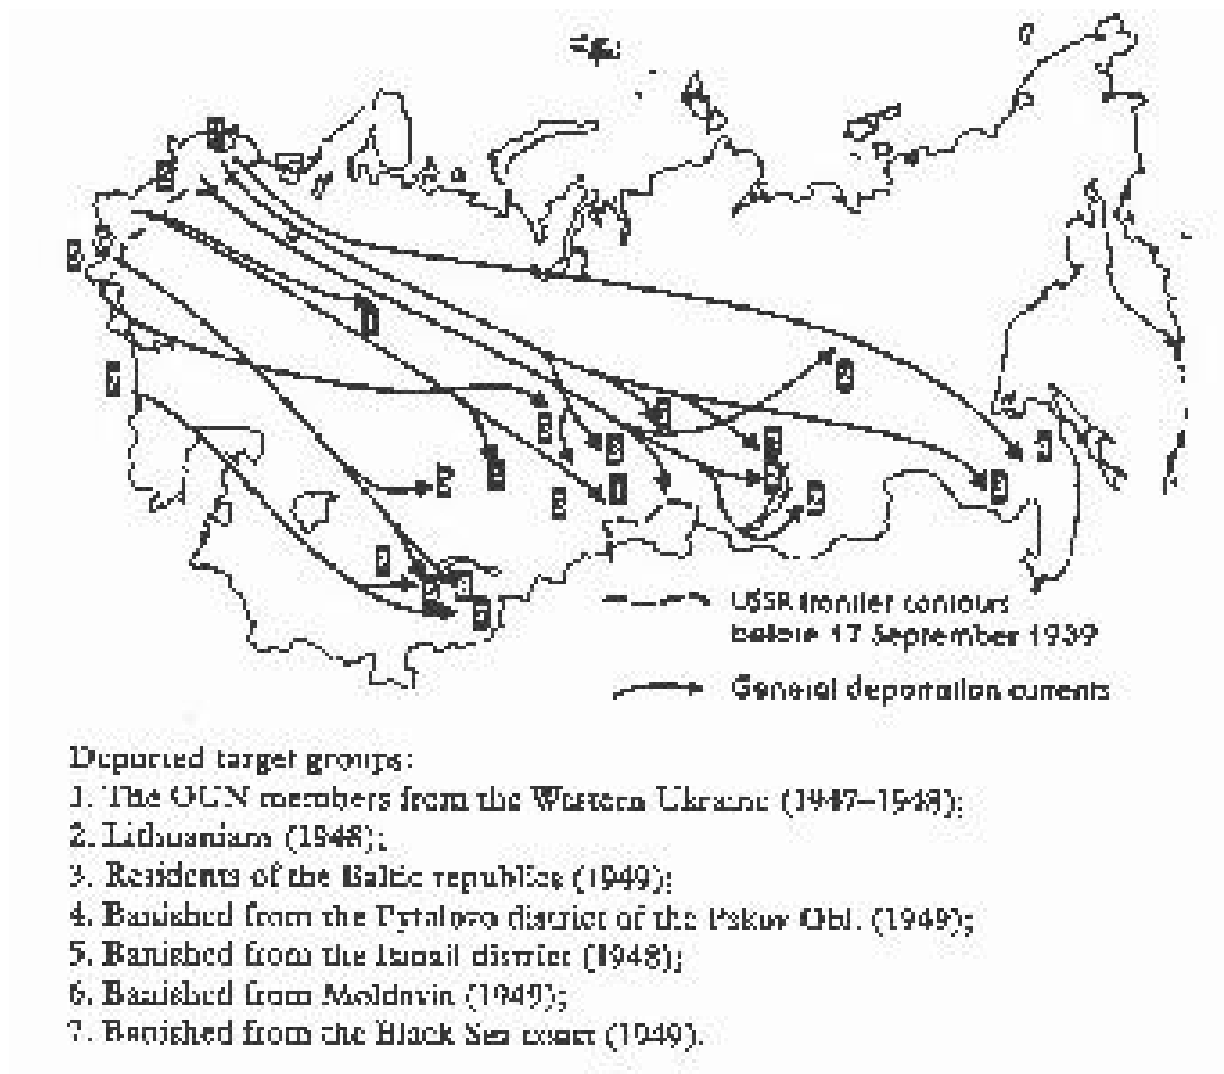 USSR frontier contours
before 17 September 1939
General deportation currents
Deported target groups:
1. The OUN members from the Western Ukraine (1947–1948);
2. Lithuanians (1948);
3. Residents of the Baltic republics (1949);
4. Banished from the Pytalovo district of the Pskov Obl. (1949);
5. Banished from the Izmail district (1948);
6. Banished from Moldavia (1949);
7. Banished from the Black Sea coast (1949).